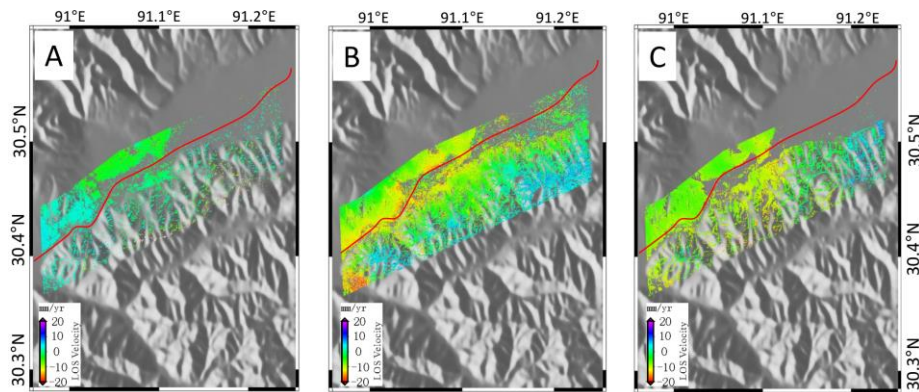 91°E 91.1°E 91.2°E 91°E 91.1°E 91.2°E 91°E 91.1°E 91.2°E
A B C
30.5°N 30.5°N
30.4°N 30.4°N
30.3°N 30.3°N
mm/yr mm/yr mm/yr
20 20 20
10 10 10
0 0 0
-10 -10 -10
-20 -20 -20
LOS Velocity LOS Velocity LOS Velocity